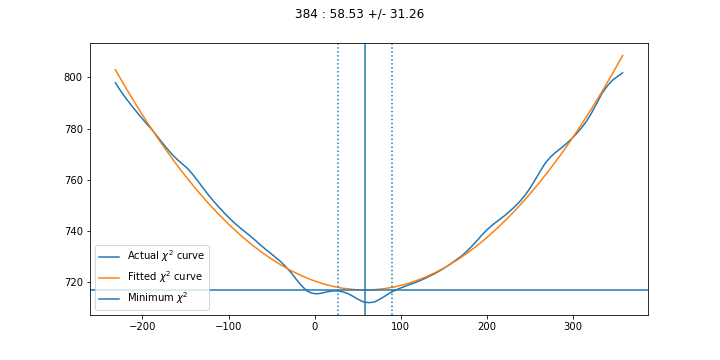 384 : 58.53 +/- 31.26
800
780
760
740
720
Actual χ² curve
Fitted χ² curve
Minimum χ²
−200
−100
0
100
200
300